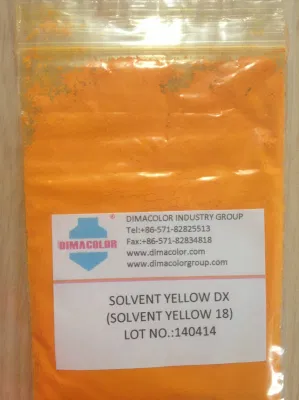 DIMACOLOR INDUSTRY GROUP
Tel:+86-571-82825513
Fax:+86-571-82834818
www.dimacolor.com
www.dimacolorgroup.com
DIMACOLOR
SOLVENT YELLOW DX
(SOLVENT YELLOW 18)
LOT NO.:140414